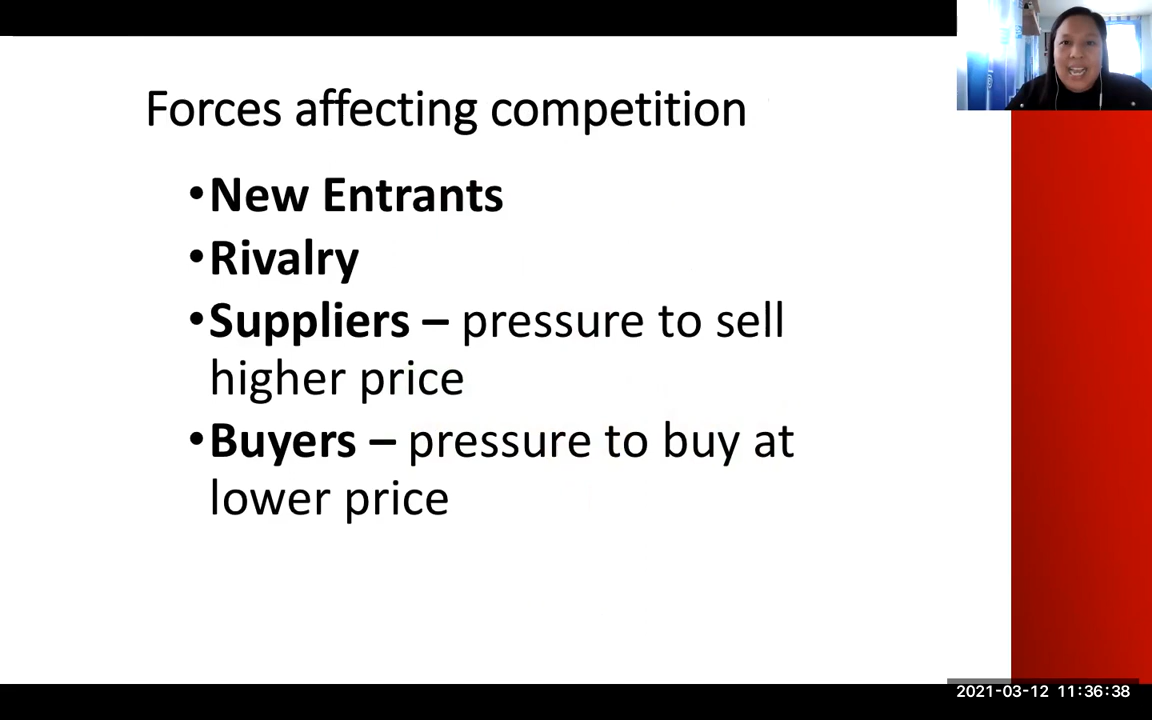 Forces affecting competition
•New Entrants
•Rivalry
•Suppliers – pressure to sell
higher price
•Buyers – pressure to buy at
lower price
2021-03-12 11:36:38